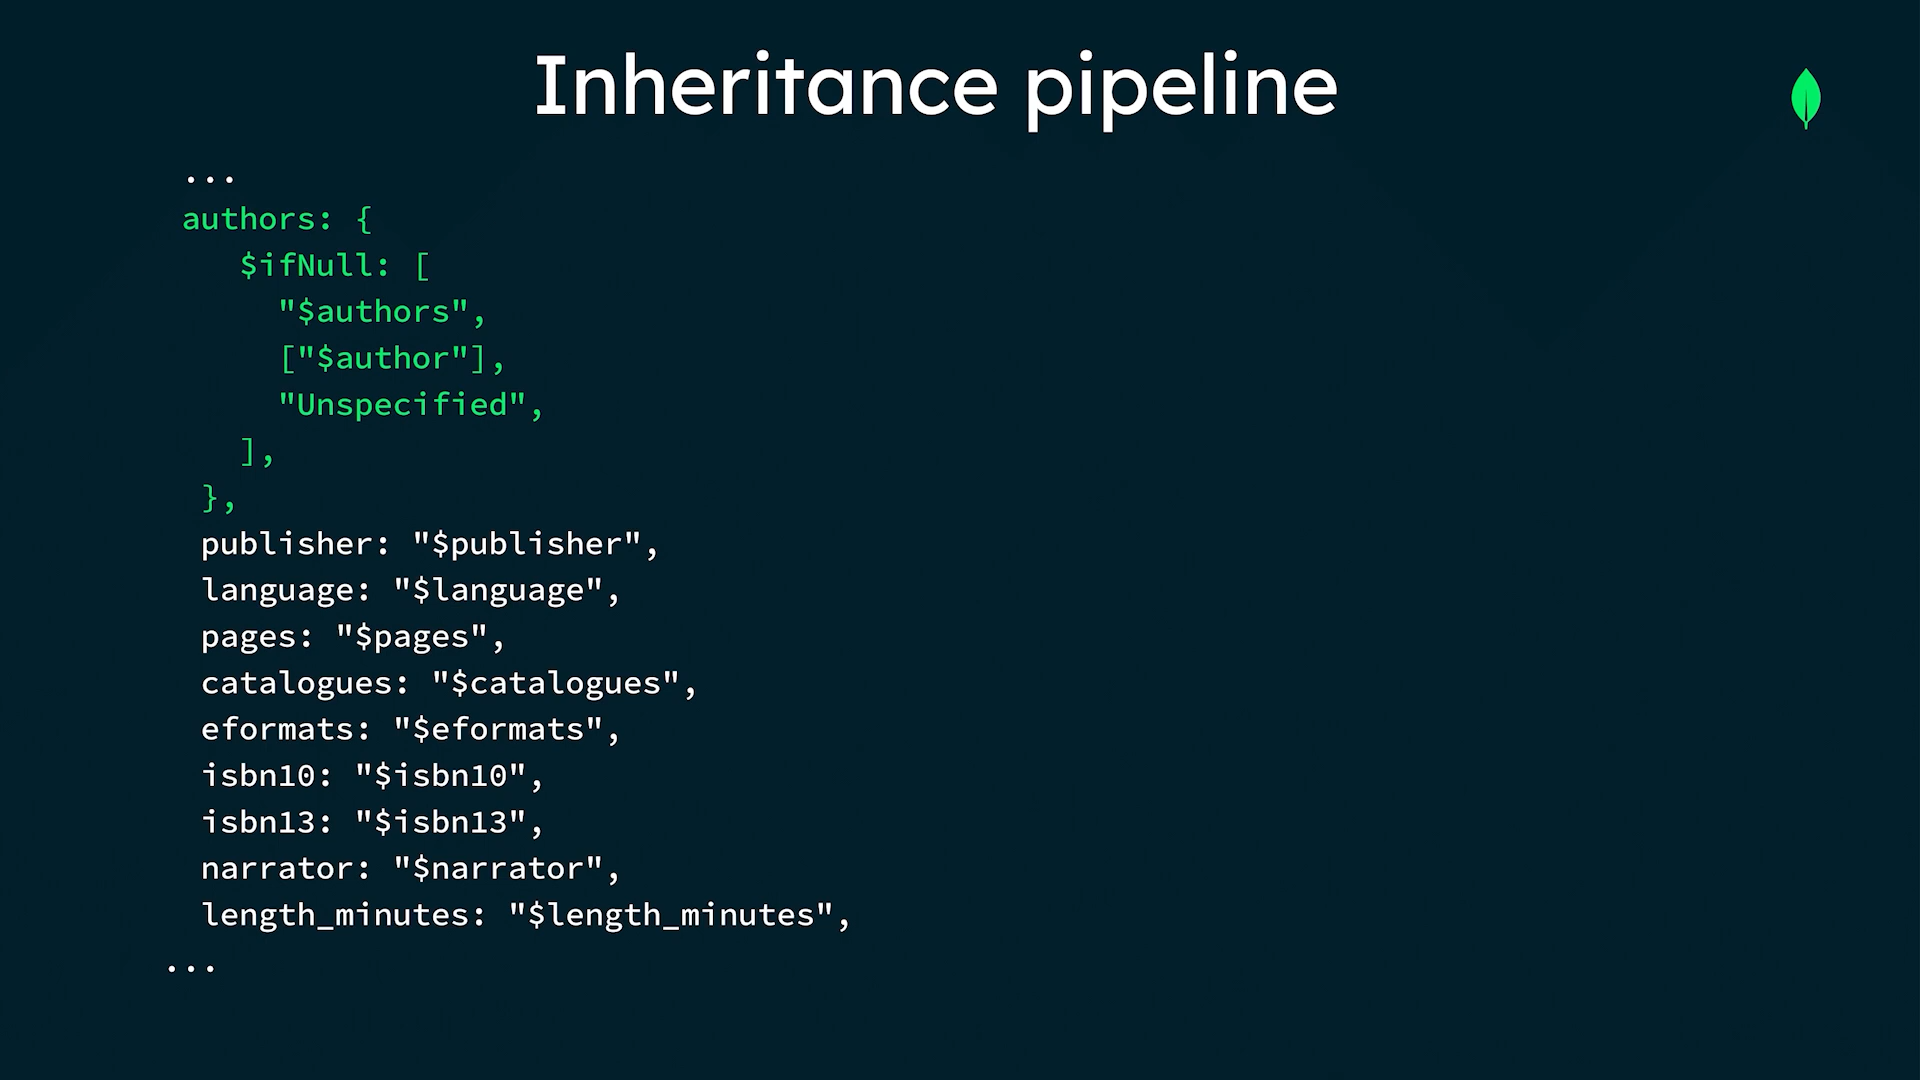 Inheritance pipeline
...
authors: {
$ifNull: [
"$authors",
["$author"],
"Unspecified",
],
},
publisher: "$publisher",
language: "$language",
pages: "$pages",
catalogues: "$catalogues",
eformats: "$eformats",
isbn10: "$isbn10",
isbn13: "$isbn13",
narrator: "$narrator",
length_minutes: "$length_minutes",
...